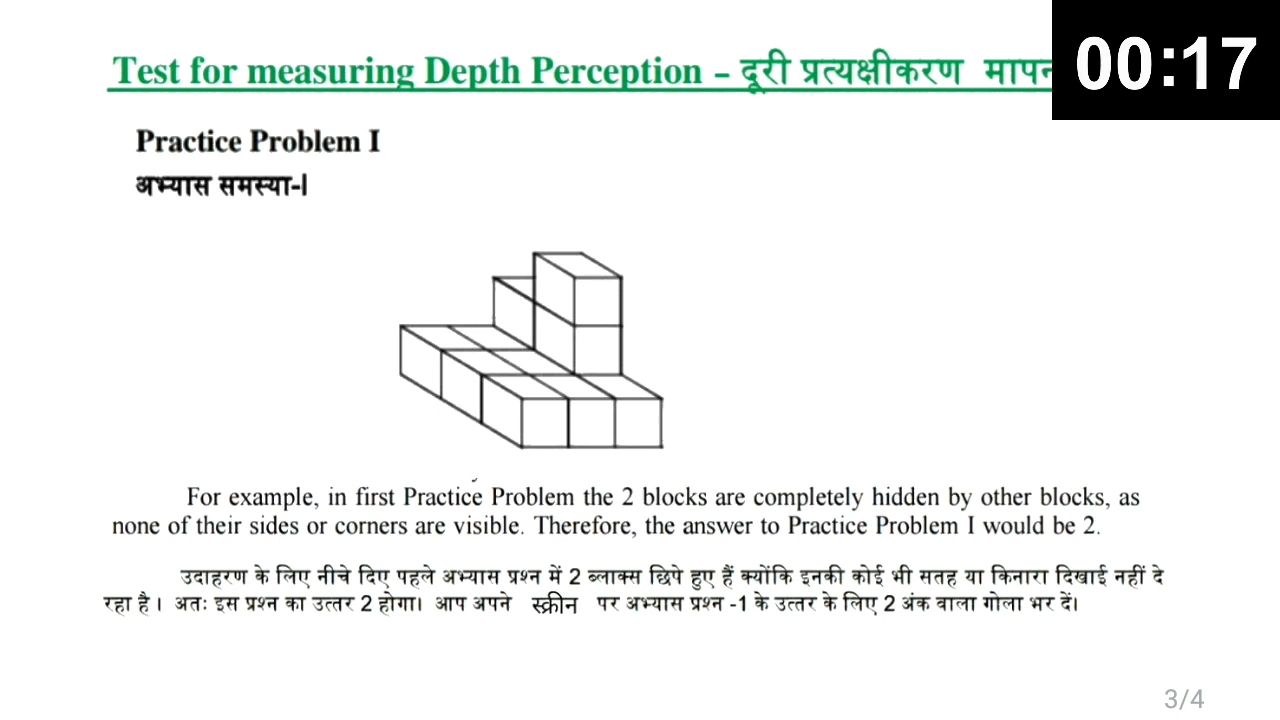 Test for measuring Depth Perception – दूरी प्रत्यक्षीकरण
00:17
Practice Problem I
अभ्यास समस्या-I
For example, in first Practice Problem the 2 blocks are completely hidden by other blocks, as
none of their sides or corners are visible. Therefore, the answer to Practice Problem I would be 2.
उदाहरण के लिए नीचे दिए पहले अभ्यास प्रश्न में 2 ब्लाक्स छिपे हुए हैं क्योंकि इनकी कोई भी सतह या किनारा दिखाई नहीं दे
रहा है। अतः इस प्रश्न का उत्तर 2 होगा। आप अपने स्क्रीन पर अभ्यास प्रश्न -1 के उत्तर के लिए 2 अंक वाला गोला भर दें।
3/4